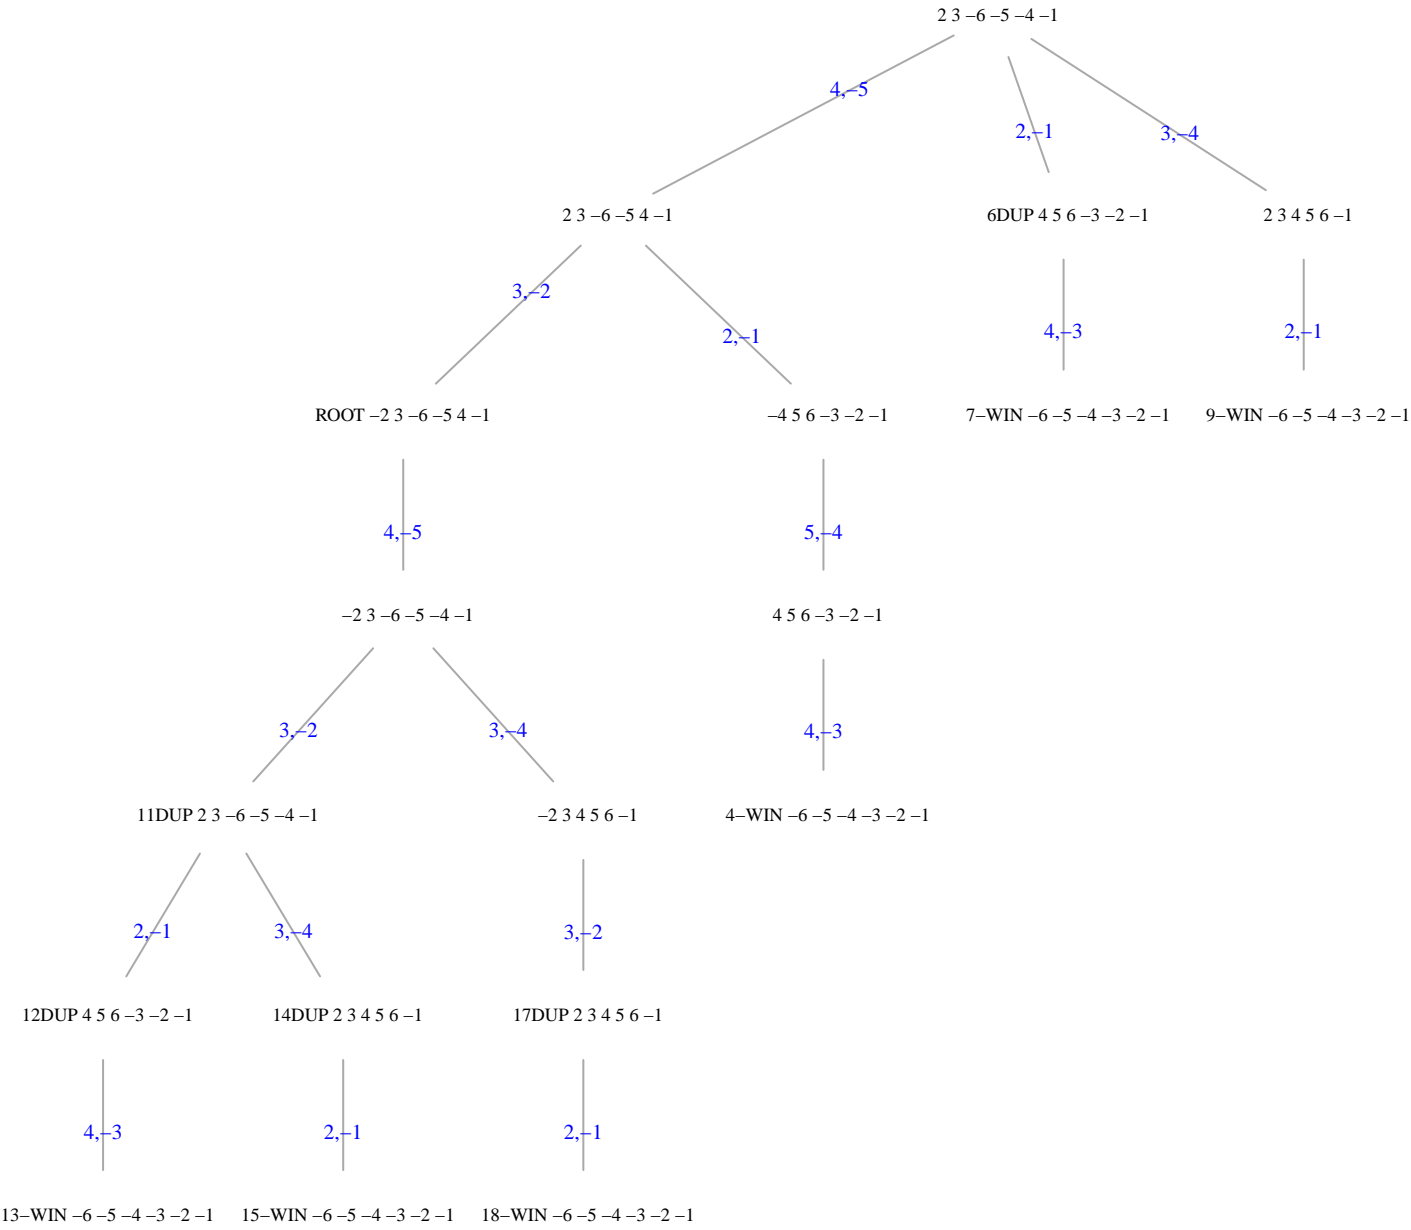 2 3 –6 –5 –4 –1
4,–5
2,–1
3,–4
2 3 –6 –5 4 –1
6DUP 4 5 6 –3 –2 –1
2 3 4 5 6 –1
3,–2
2,–1
4,–3
2,–1
ROOT –2 3 –6 –5 4 –1
–4 5 6 –3 –2 –1
7–WIN –6 –5 –4 –3 –2 –1
9–WIN –6 –5 –4 –3 –2 –1
4,–5
5,–4
–2 3 –6 –5 –4 –1
4 5 6 –3 –2 –1
3,–2
3,–4
4,–3
11DUP 2 3 –6 –5 –4 –1
–2 3 4 5 6 –1
4–WIN –6 –5 –4 –3 –2 –1
2,–1
3,–4
3,–2
12DUP 4 5 6 –3 –2 –1
14DUP 2 3 4 5 6 –1
17DUP 2 3 4 5 6 –1
4,–3
2,–1
2,–1
13–WIN –6 –5 –4 –3 –2 –1
15–WIN –6 –5 –4 –3 –2 –1
18–WIN –6 –5 –4 –3 –2 –1